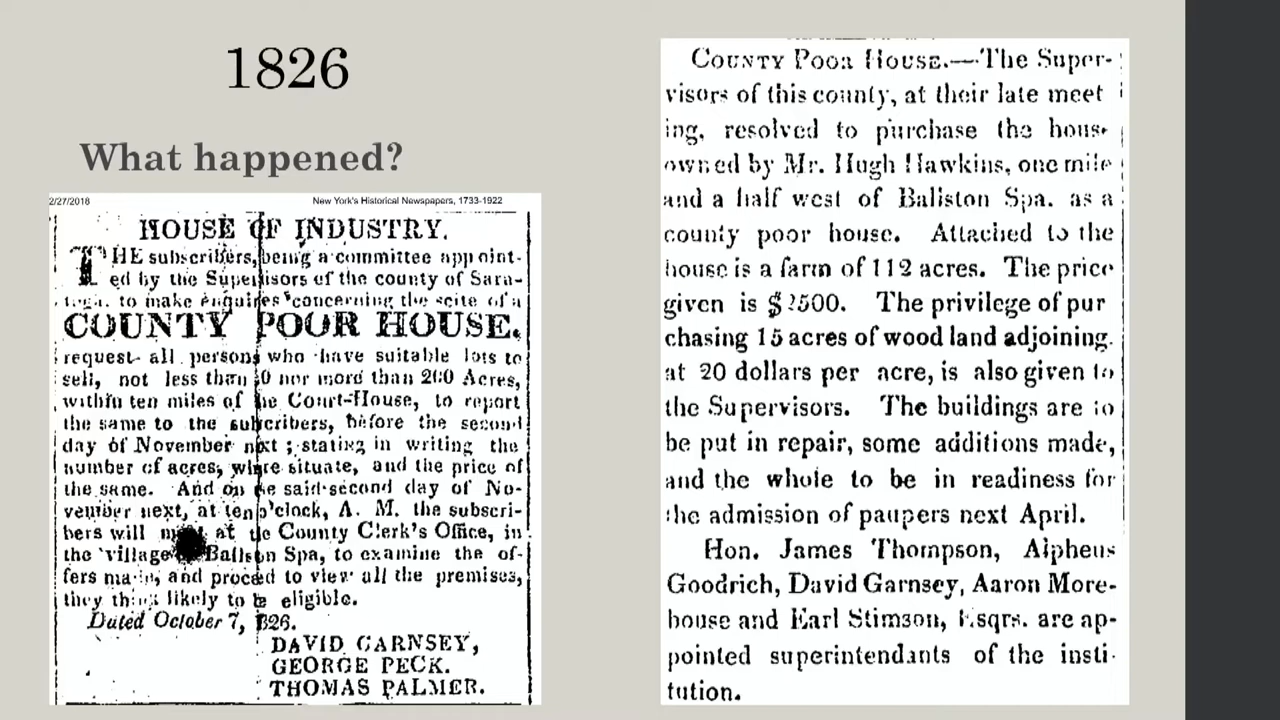 1826
What happened?
2/27/2018 New York's Historical Newspapers, 1733-1922
HOUSE OF INDUSTRY.
THE subscribers, being a committee appoint-
ed by the Supervisors of the county of Sara-
toga, to make enquiries concerning the scite of a
COUNTY POOR HOUSE.
request all persons who have suitable lots to
sell, not less than 0 nor more than 200 Acres,
within ten miles of the Court-House, to report
the same to the subscribers, before the second
day of November next; stating in writing the
number of acres, where situate, and the price of
the same. And on the said second day of No-
vember next, at ten o'clock, A. M. the subscri-
bers will meet at the County Clerk's Office, in
the village Ballston Spa, to examine the of-
fers made, and proceed to view all the premises,
they think likely to be eligible.
Dated October 7, 1826.
DAVID GARNSEY,
GEORGE PECK.
THOMAS PALMER.
COUNTY POOR HOUSE.—The Super-
visors of this county, at their late meet
ing, resolved to purchase the hous
owned by Mr. Hugh Hawkins, one mile
and a half west of Balston Spa. as a
county poor house. Attached to the
house is a farm of 112 acres. The price
given is The privilege of pur
chasing 15 acres of wood land adjoining.
at 20 dollars per acre, is also given to
the Supervisors. The buildings are to
be put in repair, some additions made,
and the whole to be in readiness for
the admission of paupers next April.
Hon. James Thompson, Alpheus
Goodrich, David Garnsey, Aaron More-
house and Earl Stimson, Esqrs. are ap-
pointed superintendants of the insti-
tution.